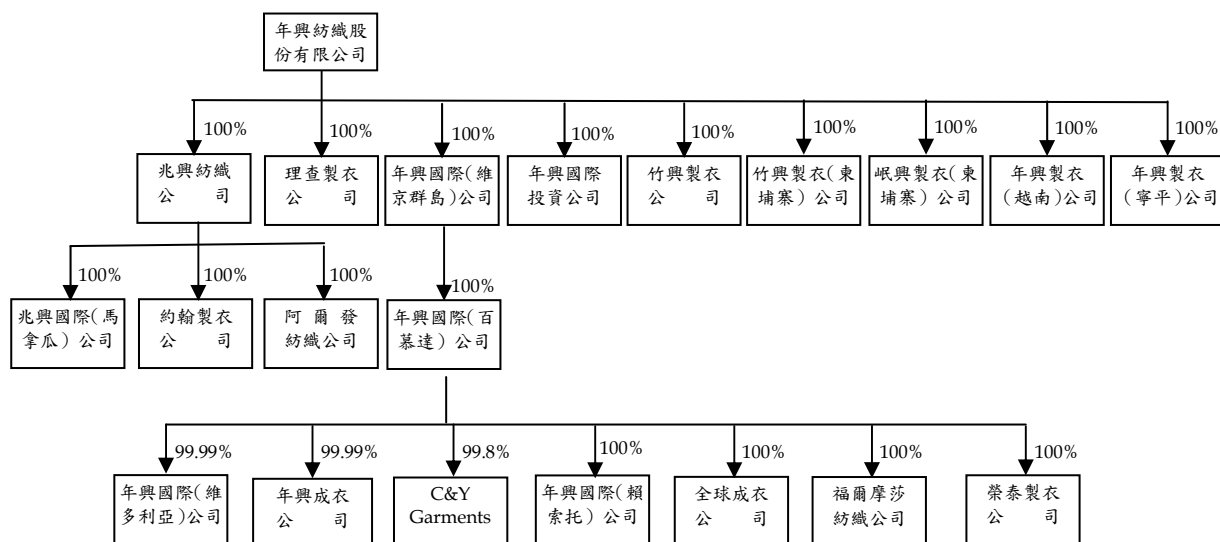 年興紡織股
份有限公司
100% 100% 100% 100% 100% 100% 100% 100% 100%
兆興紡織
公 司
理查製衣
公 司
年興國際(維
京群島)公司
年興國際
投資公司
竹興製衣
公 司
竹興製衣(柬
埔寨)公司
岷興製衣(柬
埔寨)公司
年興製衣
(越南)公司
年興製衣
(寧平)公司
100% 100% 100% 100%
兆興國際(馬
拿瓜)公司
約翰製衣
公 司
阿爾發
紡織公司
年興國際(百
慕達)公司
99.99% 99.99% 99.8% 100% 100% 100% 100%
年興國際(維
多利亞)公司
年興成衣
公 司
C&Y
Garments
年興國際(賴
索托)公司
全球成衣
公 司
福爾摩莎
紡織公司
榮泰製衣
公 司